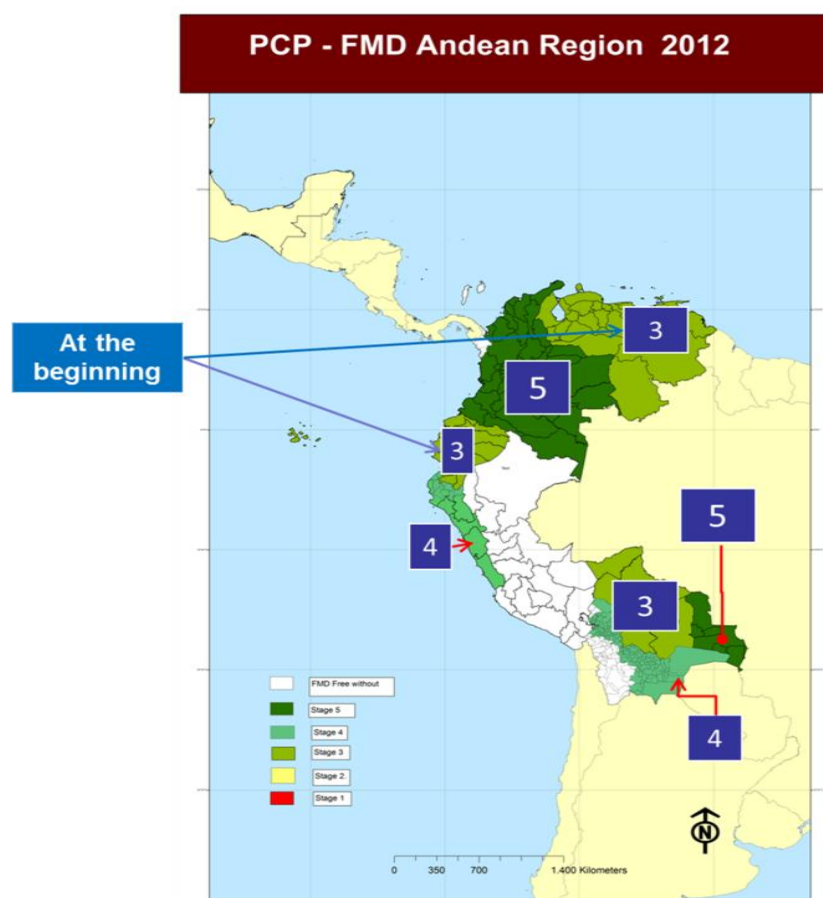 PCP - FMD Andean Region 2012
At the
beginning
3
5
3
4
5
3
4
FMD Free without
Stage 5
Stage 4
Stage 3
Stage 2.
Stage 1
N
0 350 700 1.400 Kilometers